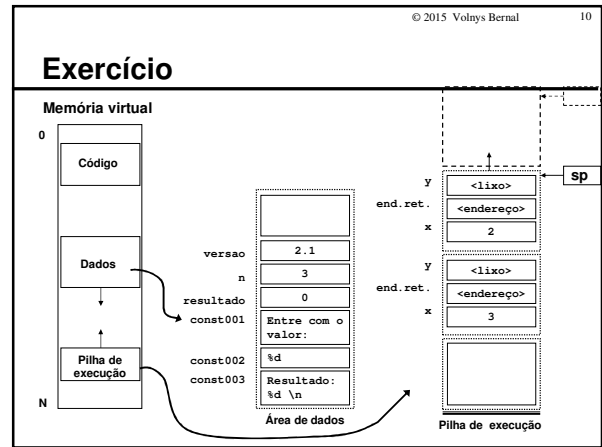 © 2015 Volnys Bernal 10
Exercício
Memória virtual
0
Código
Dados
Pilha de
execução
N
versao 2.1
n 3
resultado 0
const001 Entre com o
valor:
const002 %d
const003 Resultado:
%d \n
Área de dados
sp
y <lixo>
end.ret. <endereço>
x 2
y <lixo>
end.ret. <endereço>
x 3
Pilha de execução